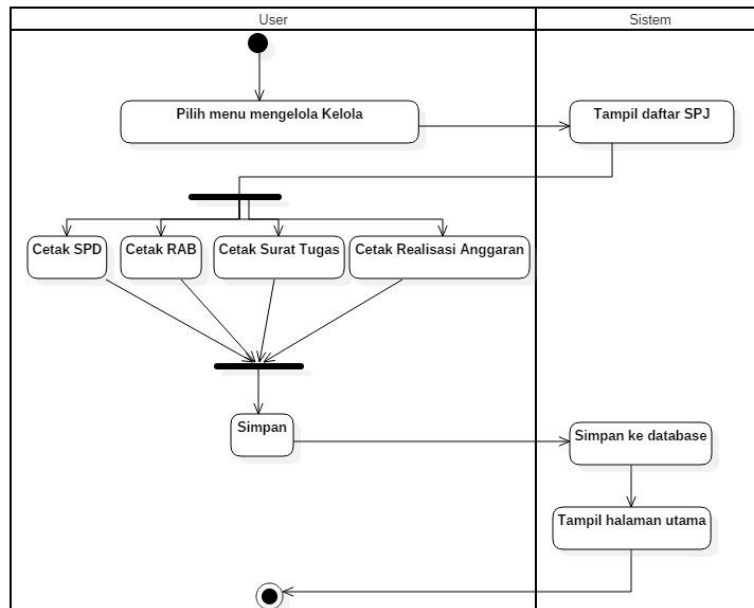 User
Sistem
Pilih menu mengelola Kelola
Tampil daftar SPJ
Cetak SPD
Cetak RAB
Cetak Surat Tugas
Cetak Realisasi Anggaran
Simpan
Simpan ke database
Tampil halaman utama